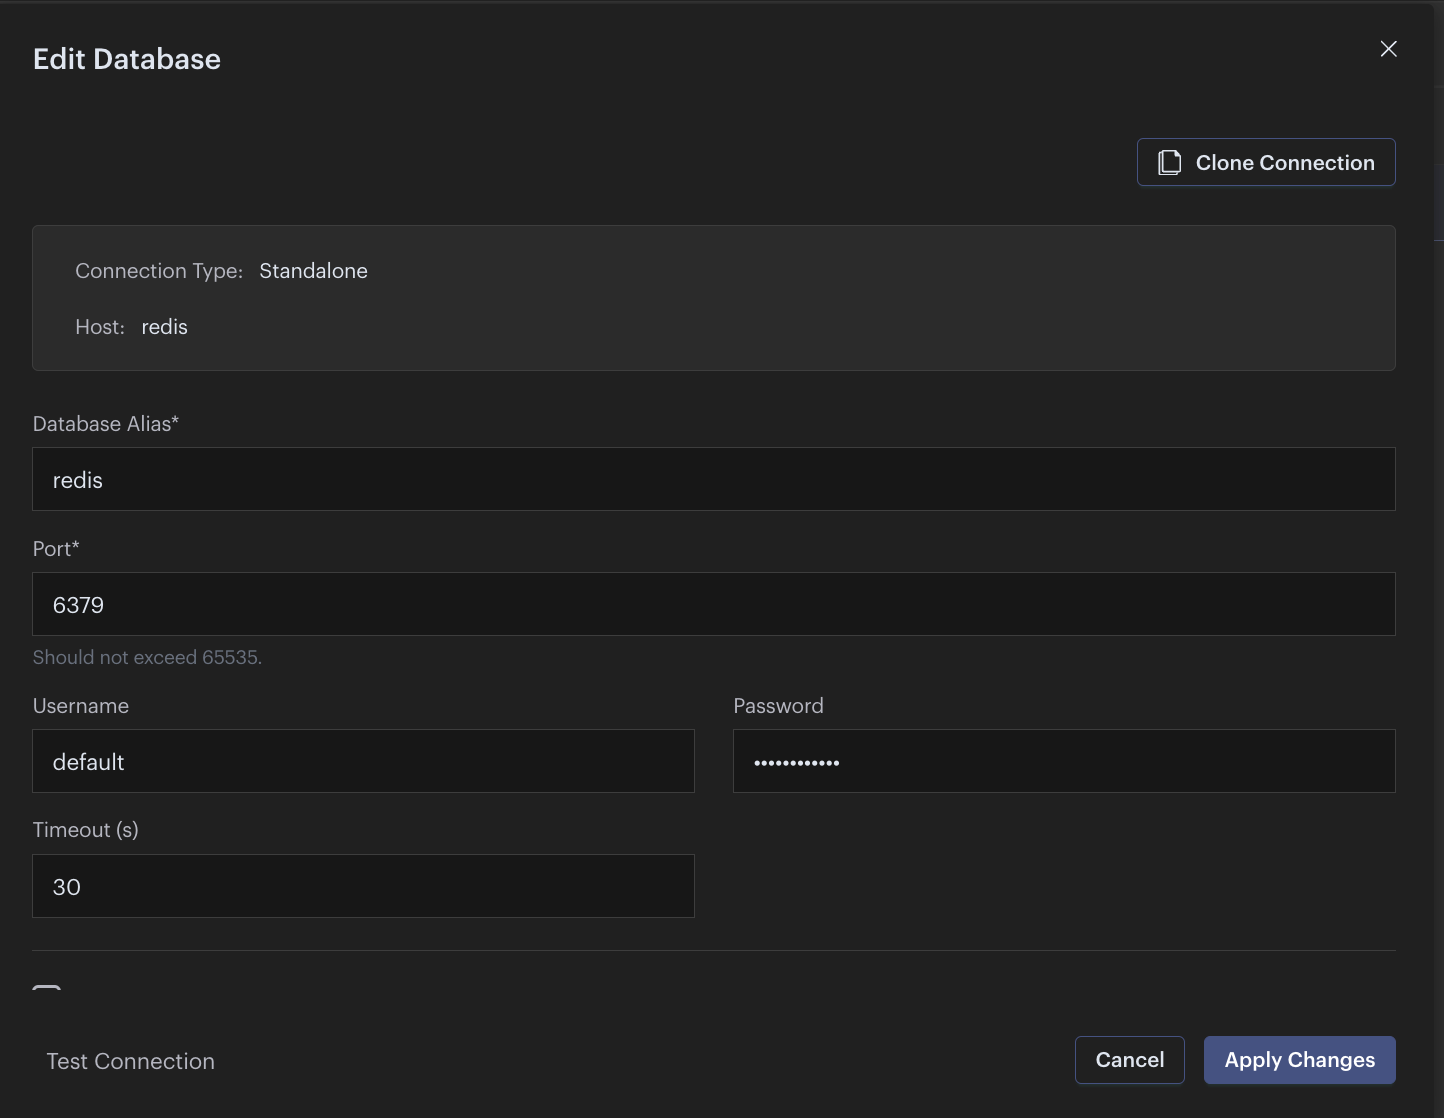 Edit Database
Clone Connection
Connection Type: Standalone
Host: redis
Database Alias*
redis
Port*
6379
Should not exceed 65535.
Username
Password
default
••••••••••••
Timeout (s)
30
Test Connection
Cancel
Apply Changes